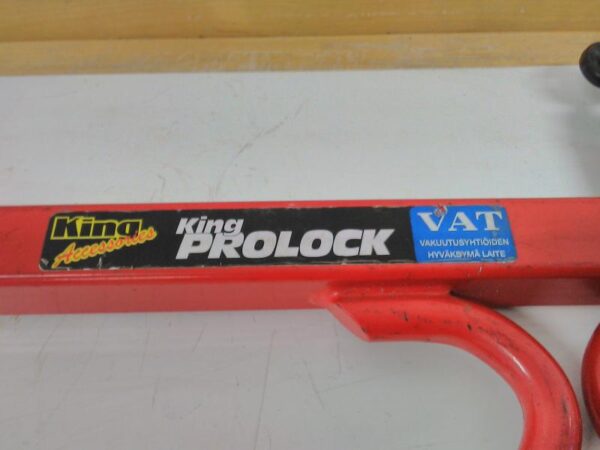 King
Accessories
King
PROLOCK
VAT
VAKUUTUSYHTIÖIDEN
HYVÄKSYMÄ LAITE